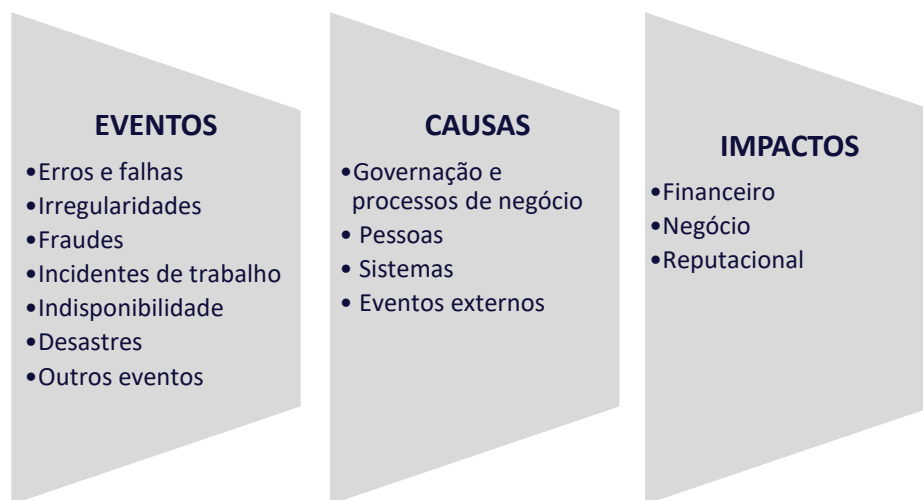 EVENTOS
•Erros e falhas
•Irregularidades
•Fraudes
•Incidentes de trabalho
•Indisponibilidade
•Desastres
•Outros eventos
CAUSAS
•Governação e
processos de negócio
• Pessoas
• Sistemas
• Eventos externos
IMPACTOS
•Financeiro
•Negócio
•Reputacional